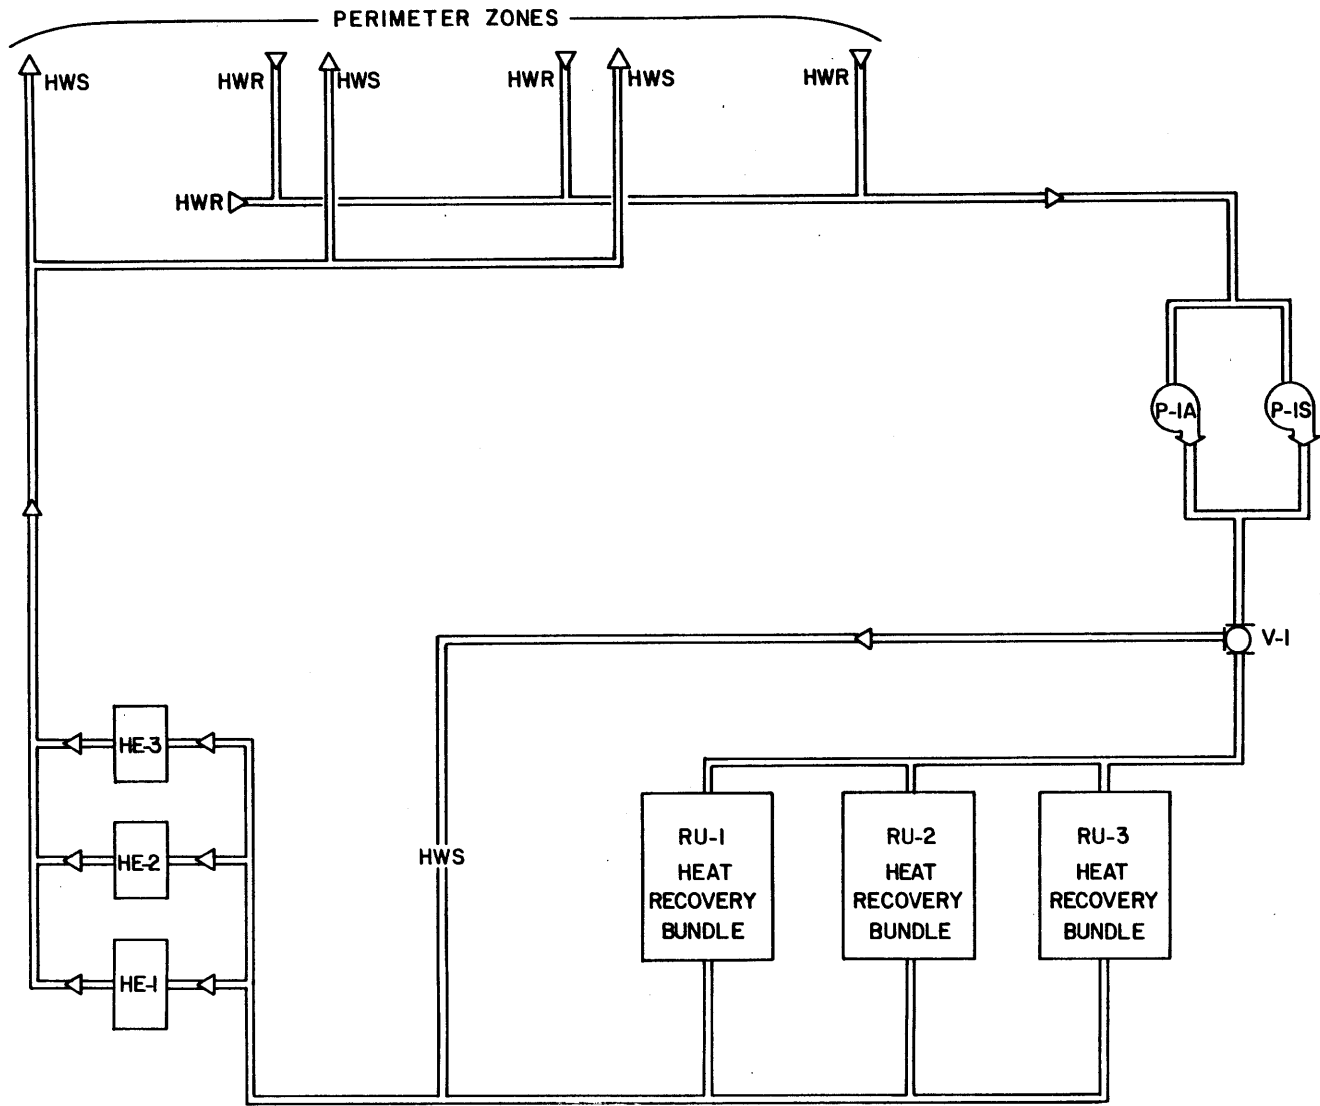 PERIMETER ZONES
HWS
HWR
HWS
HWR
HWS
HWR
HWR
P-1A
P-1S
V-1
HE-3
HE-2
HE-1
HWS
RU-1
HEAT
RECOVERY
BUNDLE
RU-2
HEAT
RECOVERY
BUNDLE
RU-3
HEAT
RECOVERY
BUNDLE